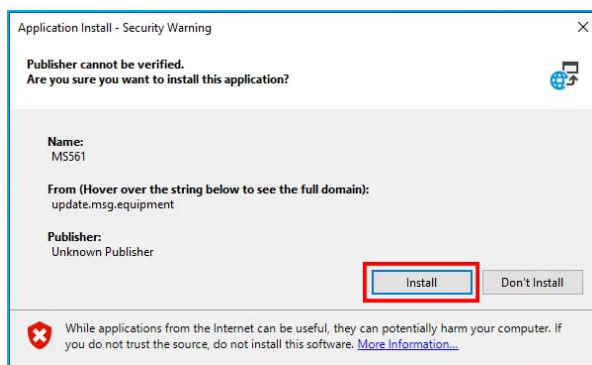 Application Install - Security Warning
Publisher cannot be verified.
Are you sure you want to install this application?
Name:
MS561
From (Hover over the string below to see the full domain):
update.msg.equipment
Publisher:
Unknown Publisher
Install
Don't Install
While applications from the Internet can be useful, they can potentially harm your computer. If
you do not trust the source, do not install this software. More Information...